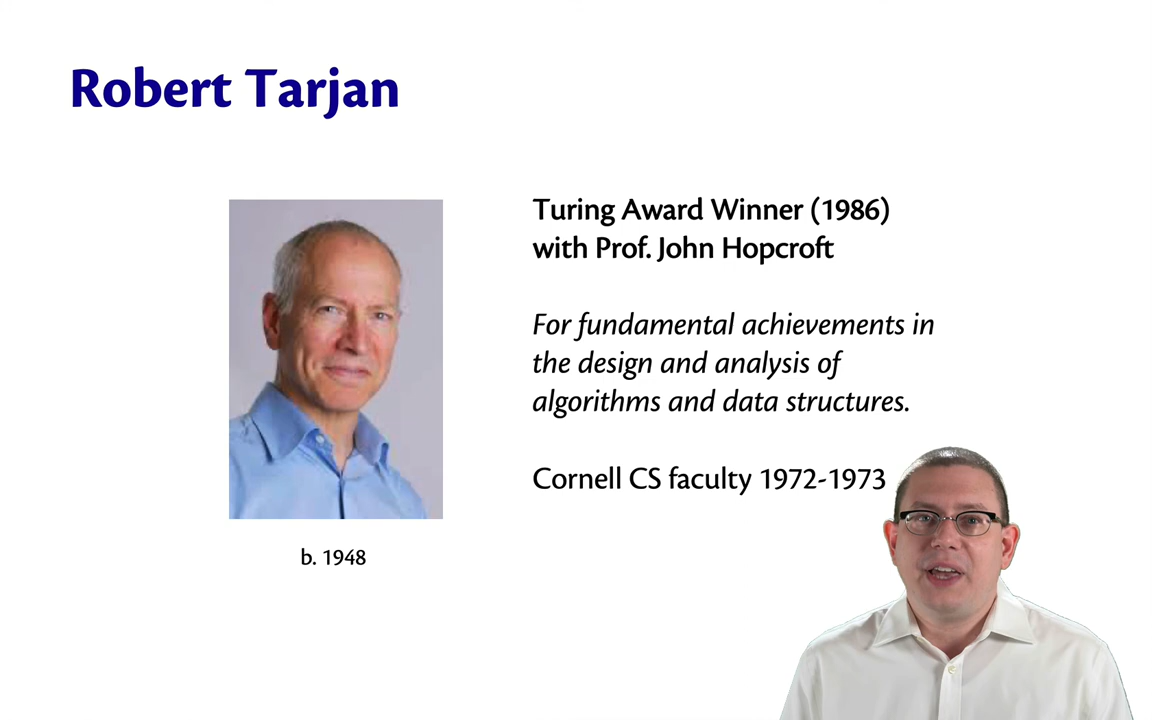 Robert Tarjan
Turing Award Winner (1986)
with Prof. John Hopcroft
For fundamental achievements in
the design and analysis of
algorithms and data structures.
Cornell CS faculty 1972-1973
b. 1948